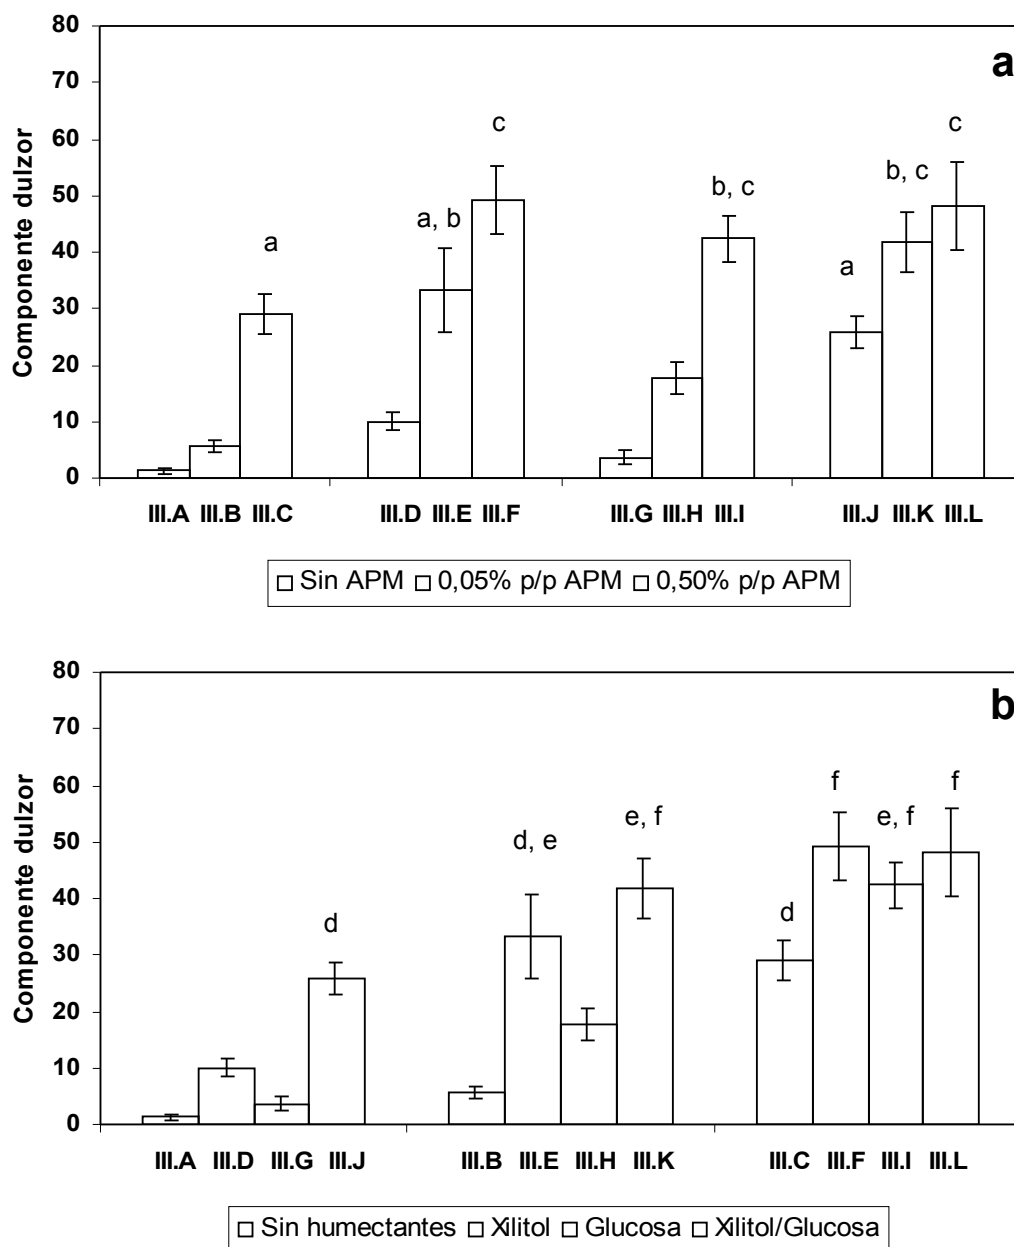 a
80
70
60
50
40
30
20
10
0
Componente dulzor
a
a, b
c
b, c
a
b, c
c
III.A III.B III.C III.D III.E III.F III.G III.H III.I III.J III.K III.L
Sin APM 0,05% p/p APM 0,50% p/p APM
b
80
70
60
50
40
30
20
10
0
Componente dulzor
d
d, e
e, f
d
f
e, f
f
III.A III.D III.G III.J III.B III.E III.H III.K III.C III.F III.I III.L
Sin humectantes Xilitol Glucosa Xilitol/Glucosa